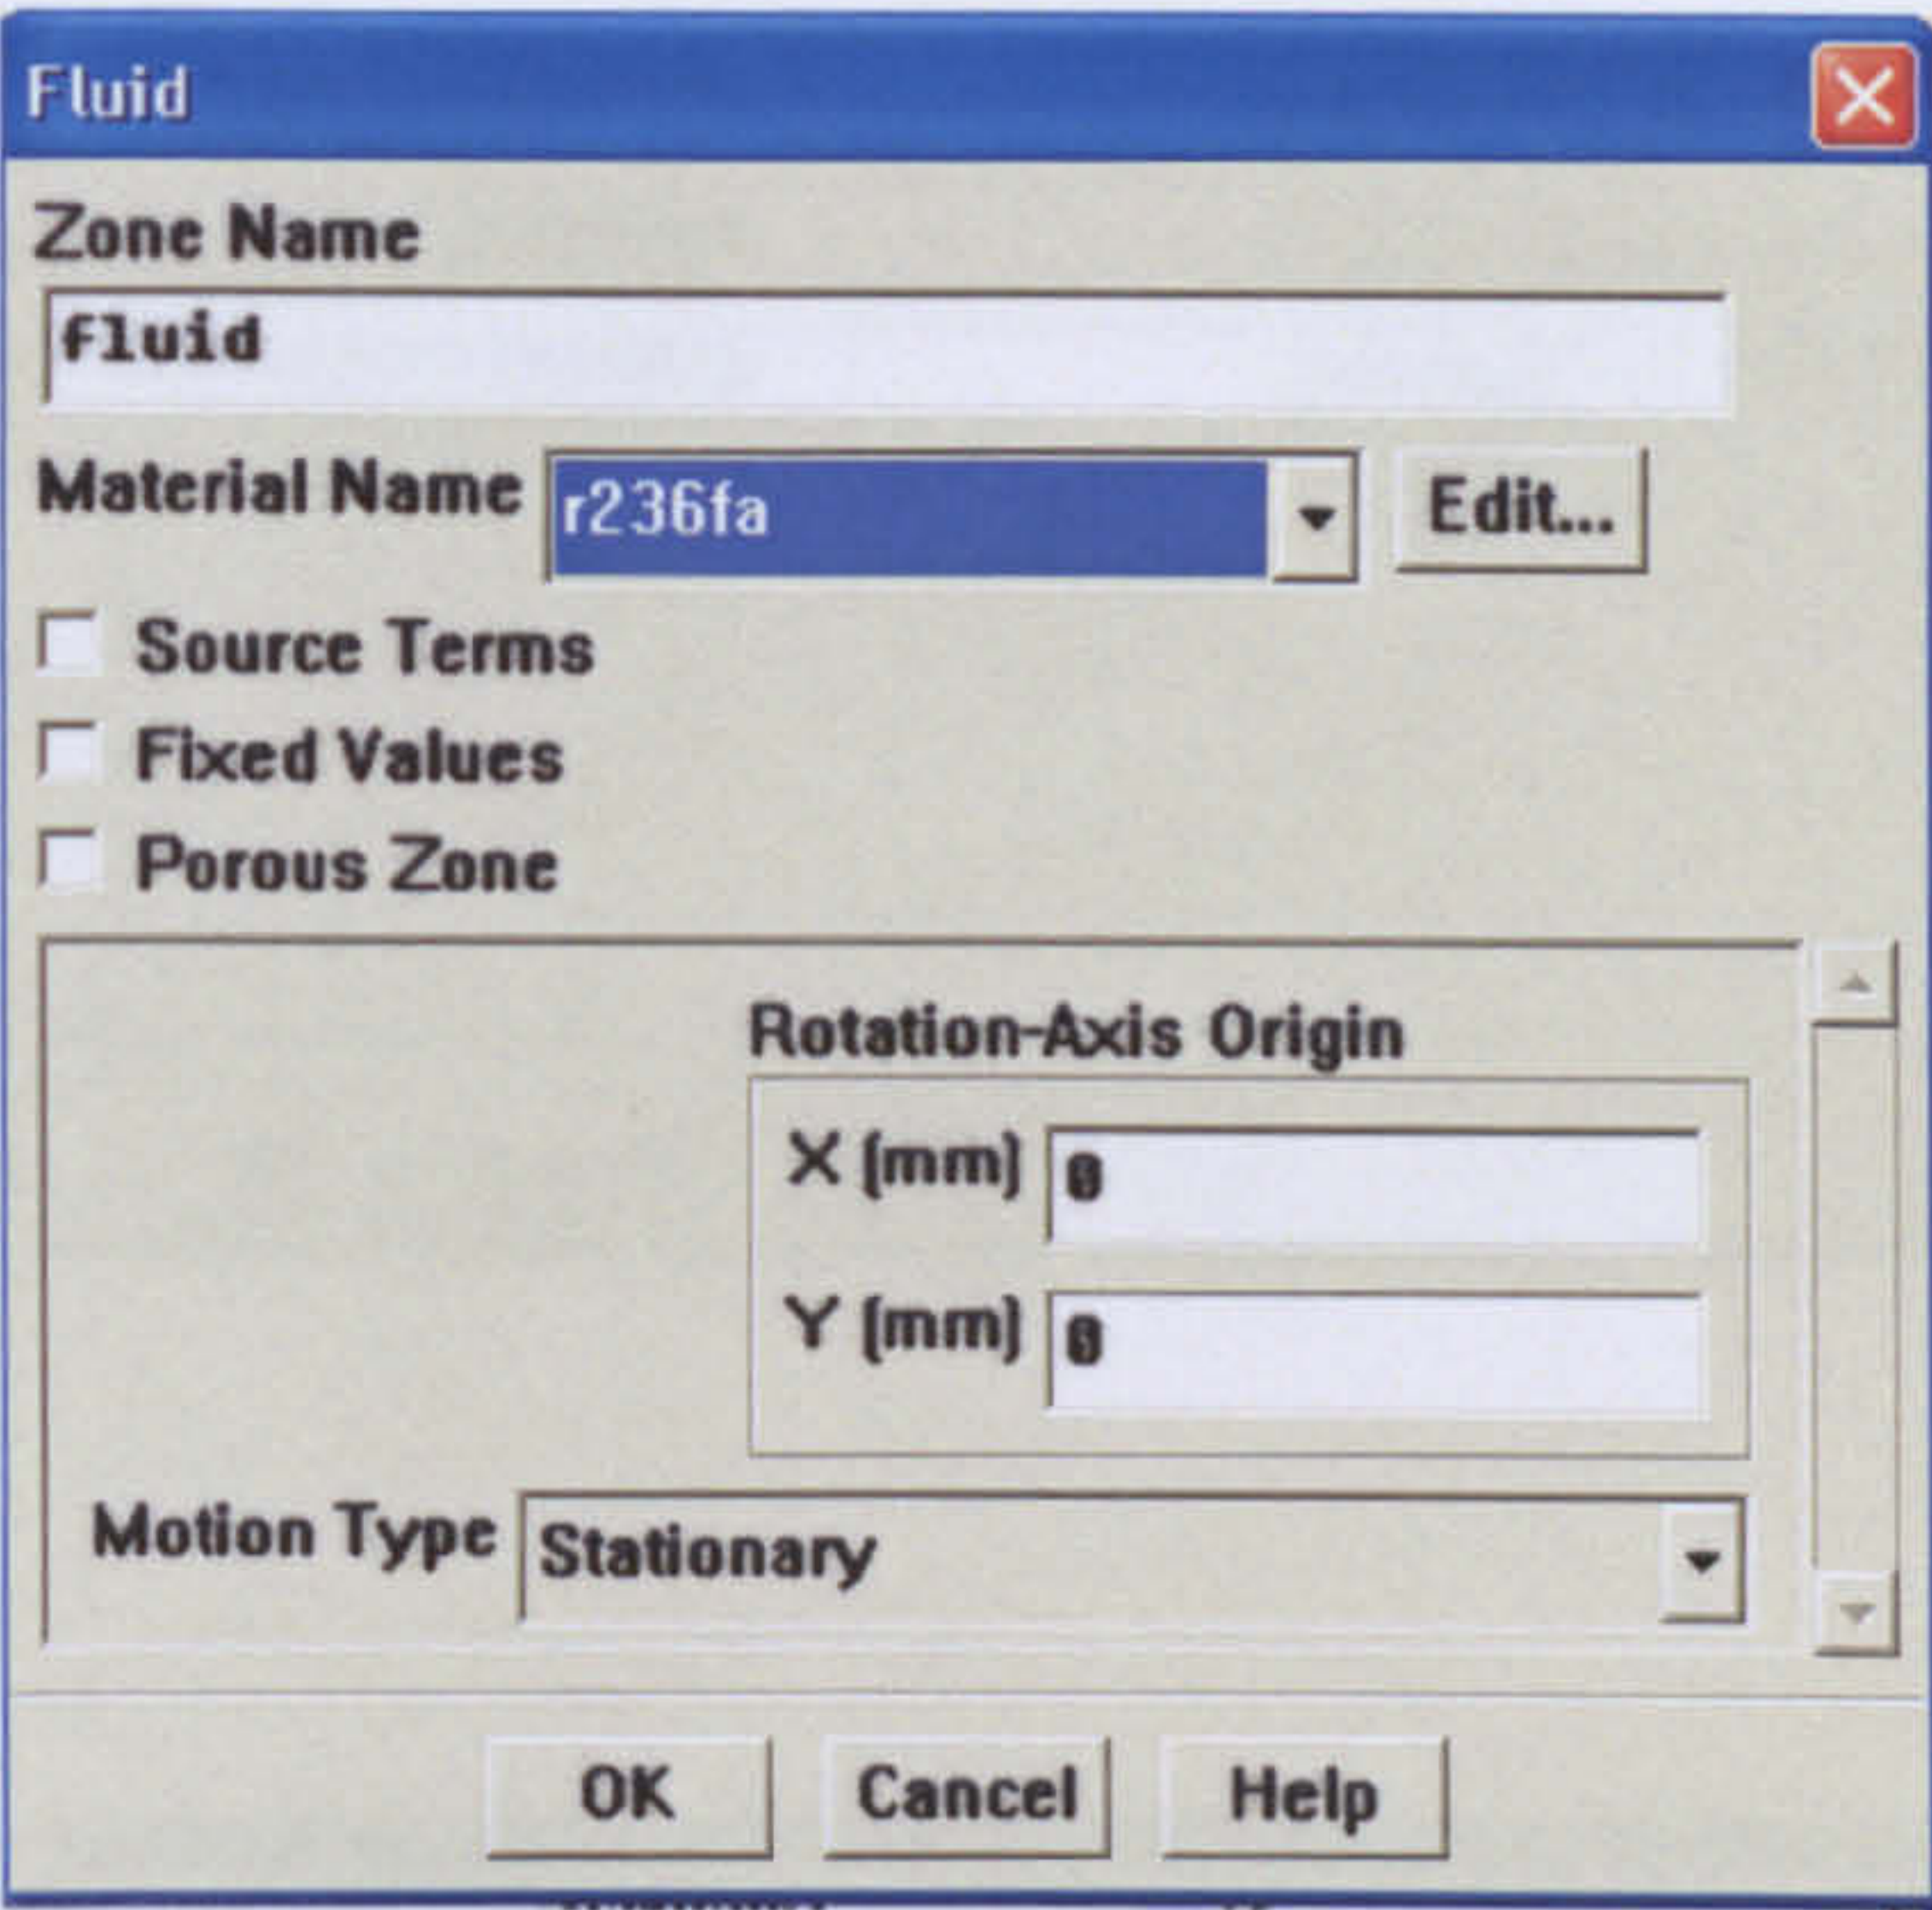 Fluid
Zone Name
fluid
Material Name r236fa Edit...
Source Terms
Fixed Values
Porous Zone
Rotation-Axis Origin
X (mm) 0
Y (mm) 0
Motion Type Stationary
OK Cancel Help